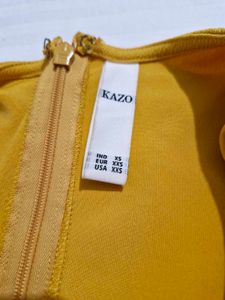 KAZO
IND XS
EUR XXS
USA XXS